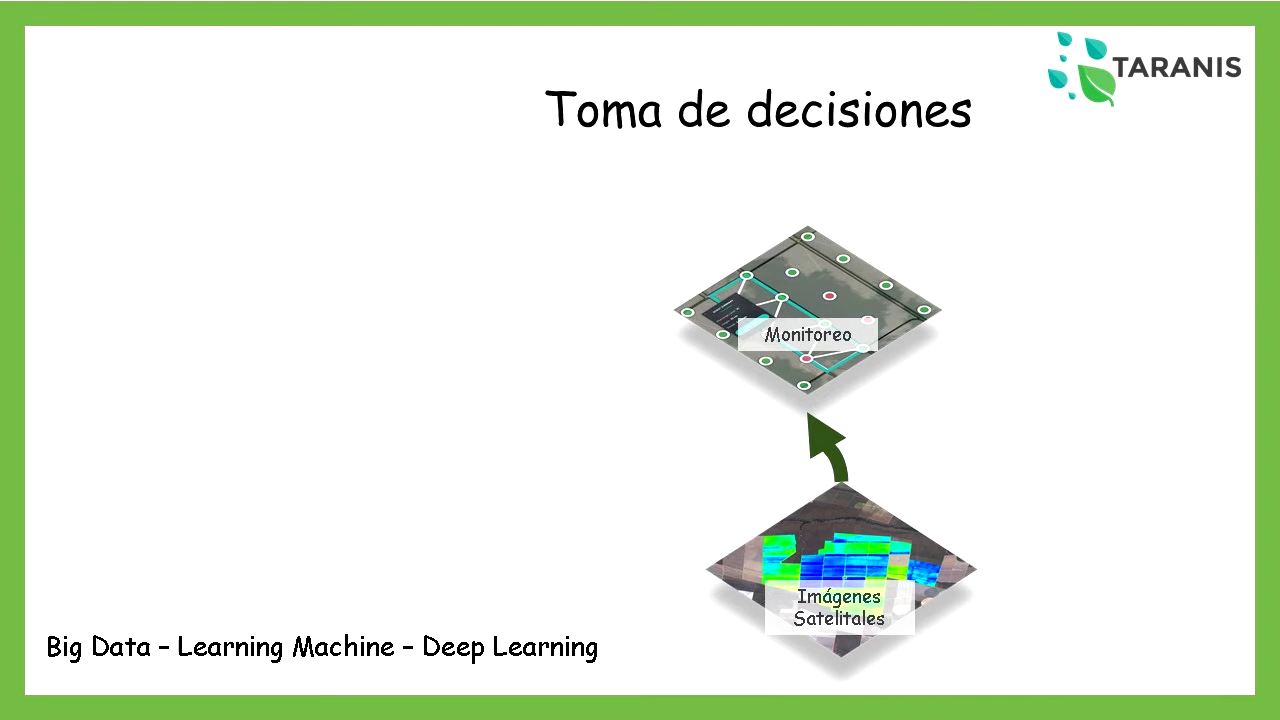 TARANIS
Toma de decisiones
Monitoreo
Imágenes
Satelitales
Big Data – Learning Machine – Deep Learning